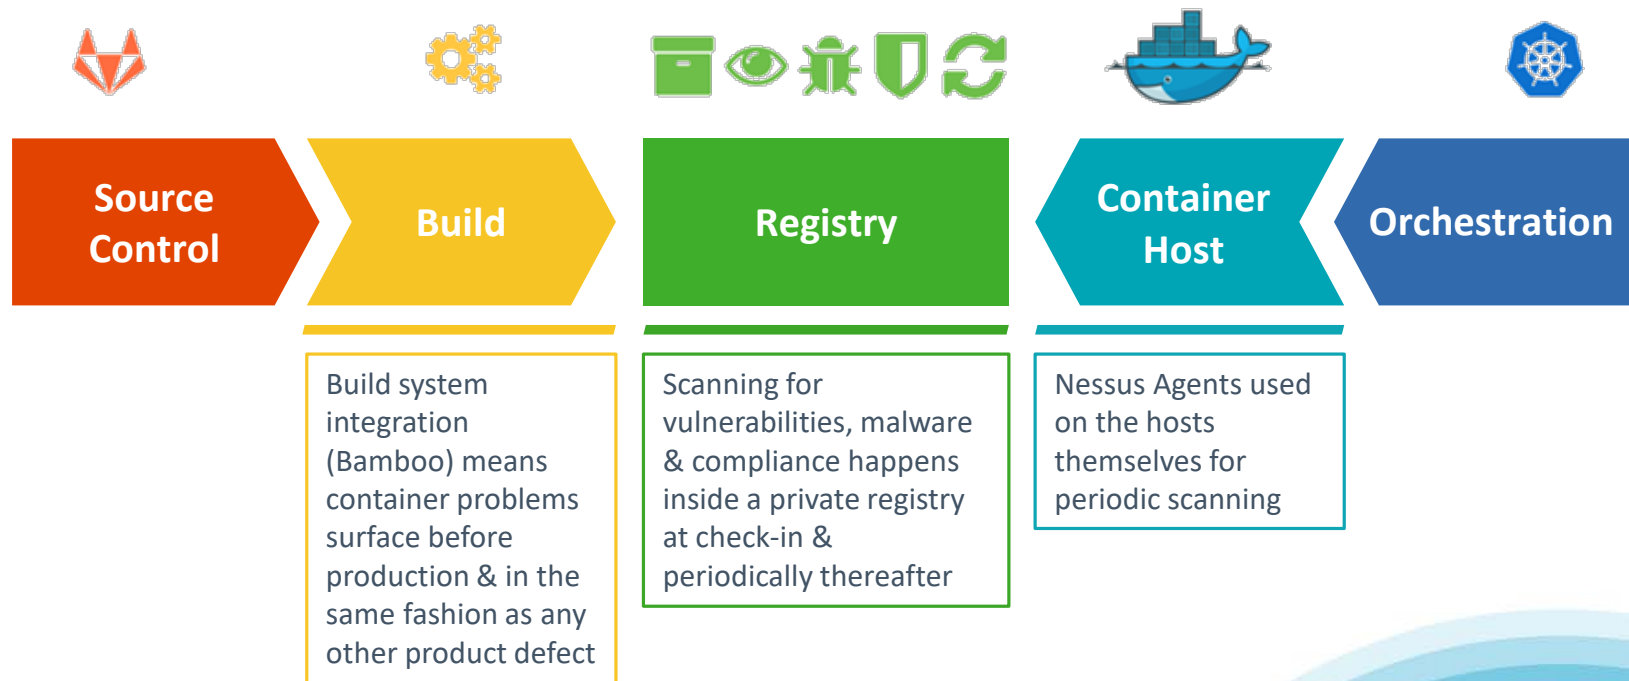 Source
Control
Build
Registry
Container
Host
Orchestration
Build system
integration
(Bamboo) means
container problems
surface before
production & in the
same fashion as any
other product defect
Scanning for
vulnerabilities, malware
& compliance happens
inside a private registry
at check-in &
periodically thereafter
Nessus Agents used
on the hosts
themselves for
periodic scanning